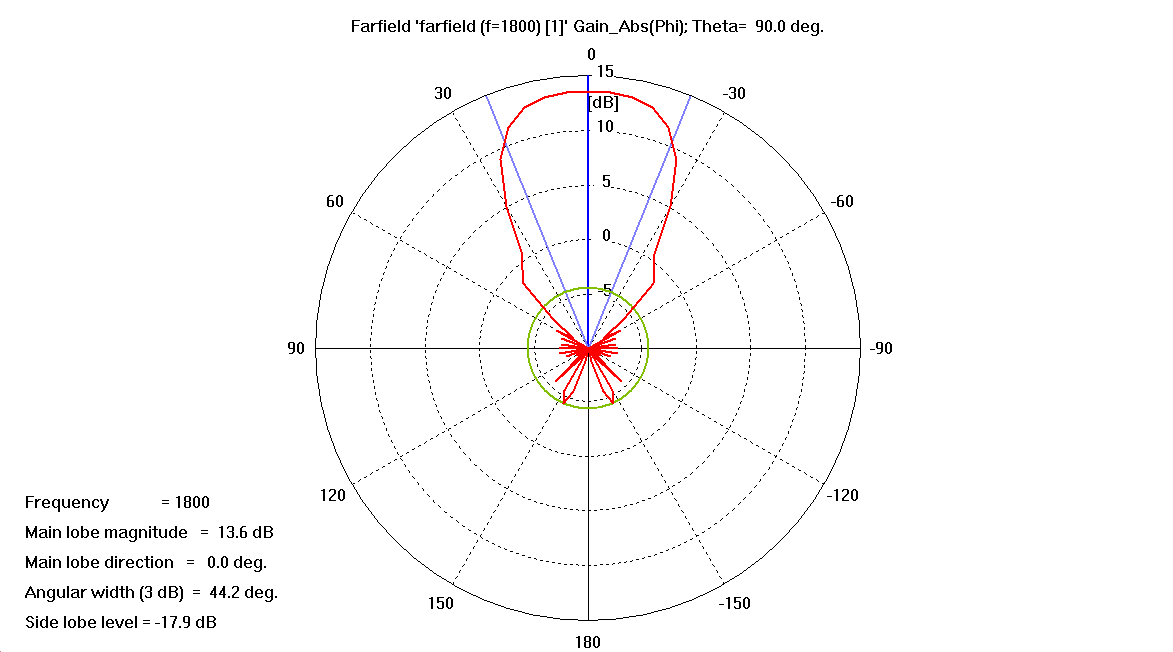 Farfield 'farfield (f=1800) [1]' Gain_Abs(Phi); Theta=  90.0 deg.
0
15
30
-30
[dB]
10
5
60
-60
0
-5
90
-90
120
-120
Frequency = 1800
Main lobe magnitude = 13.6 dB
Main lobe direction = 0.0 deg.
Angular width (3 dB) = 44.2 deg.
150
-150
Side lobe level = -17.9 dB
180